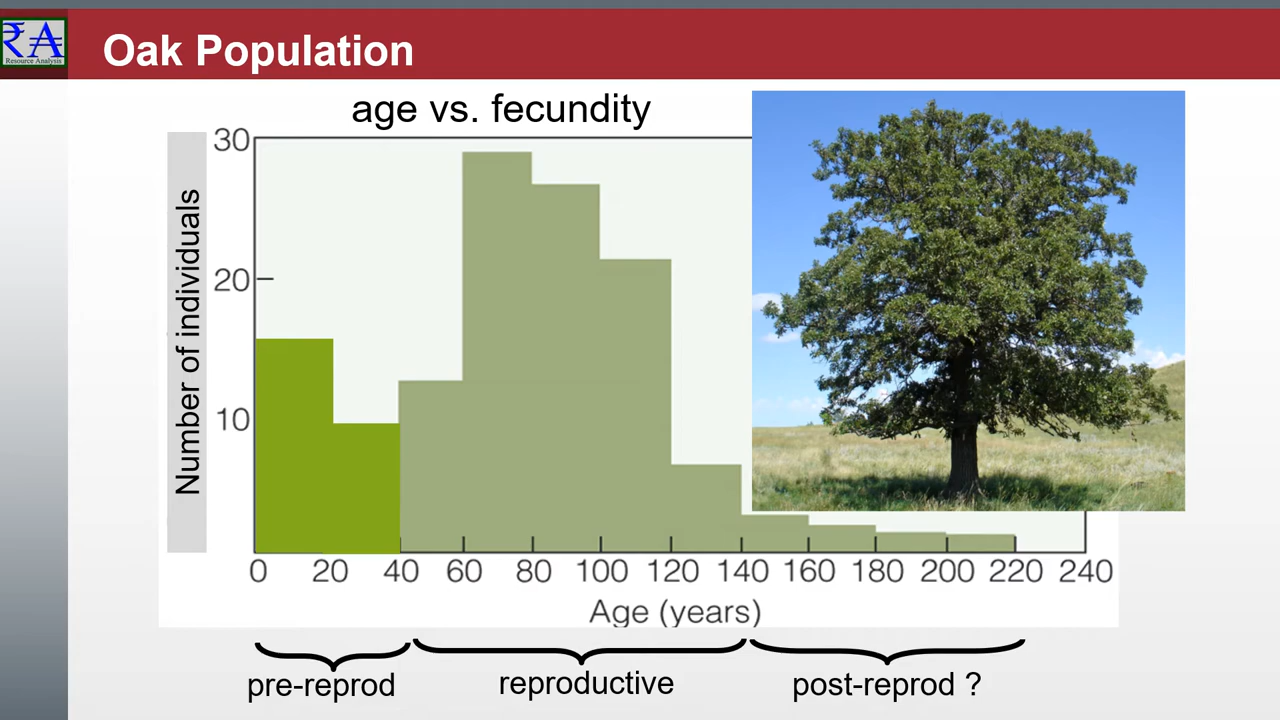 ₹A
Resource Analysis
Oak Population
age vs. fecundity
Number of individuals
30
20
10
0 20 40 60 80 100 120 140 160 180 200 220 240
Age (years)
pre-reprod reproductive post-reprod ?